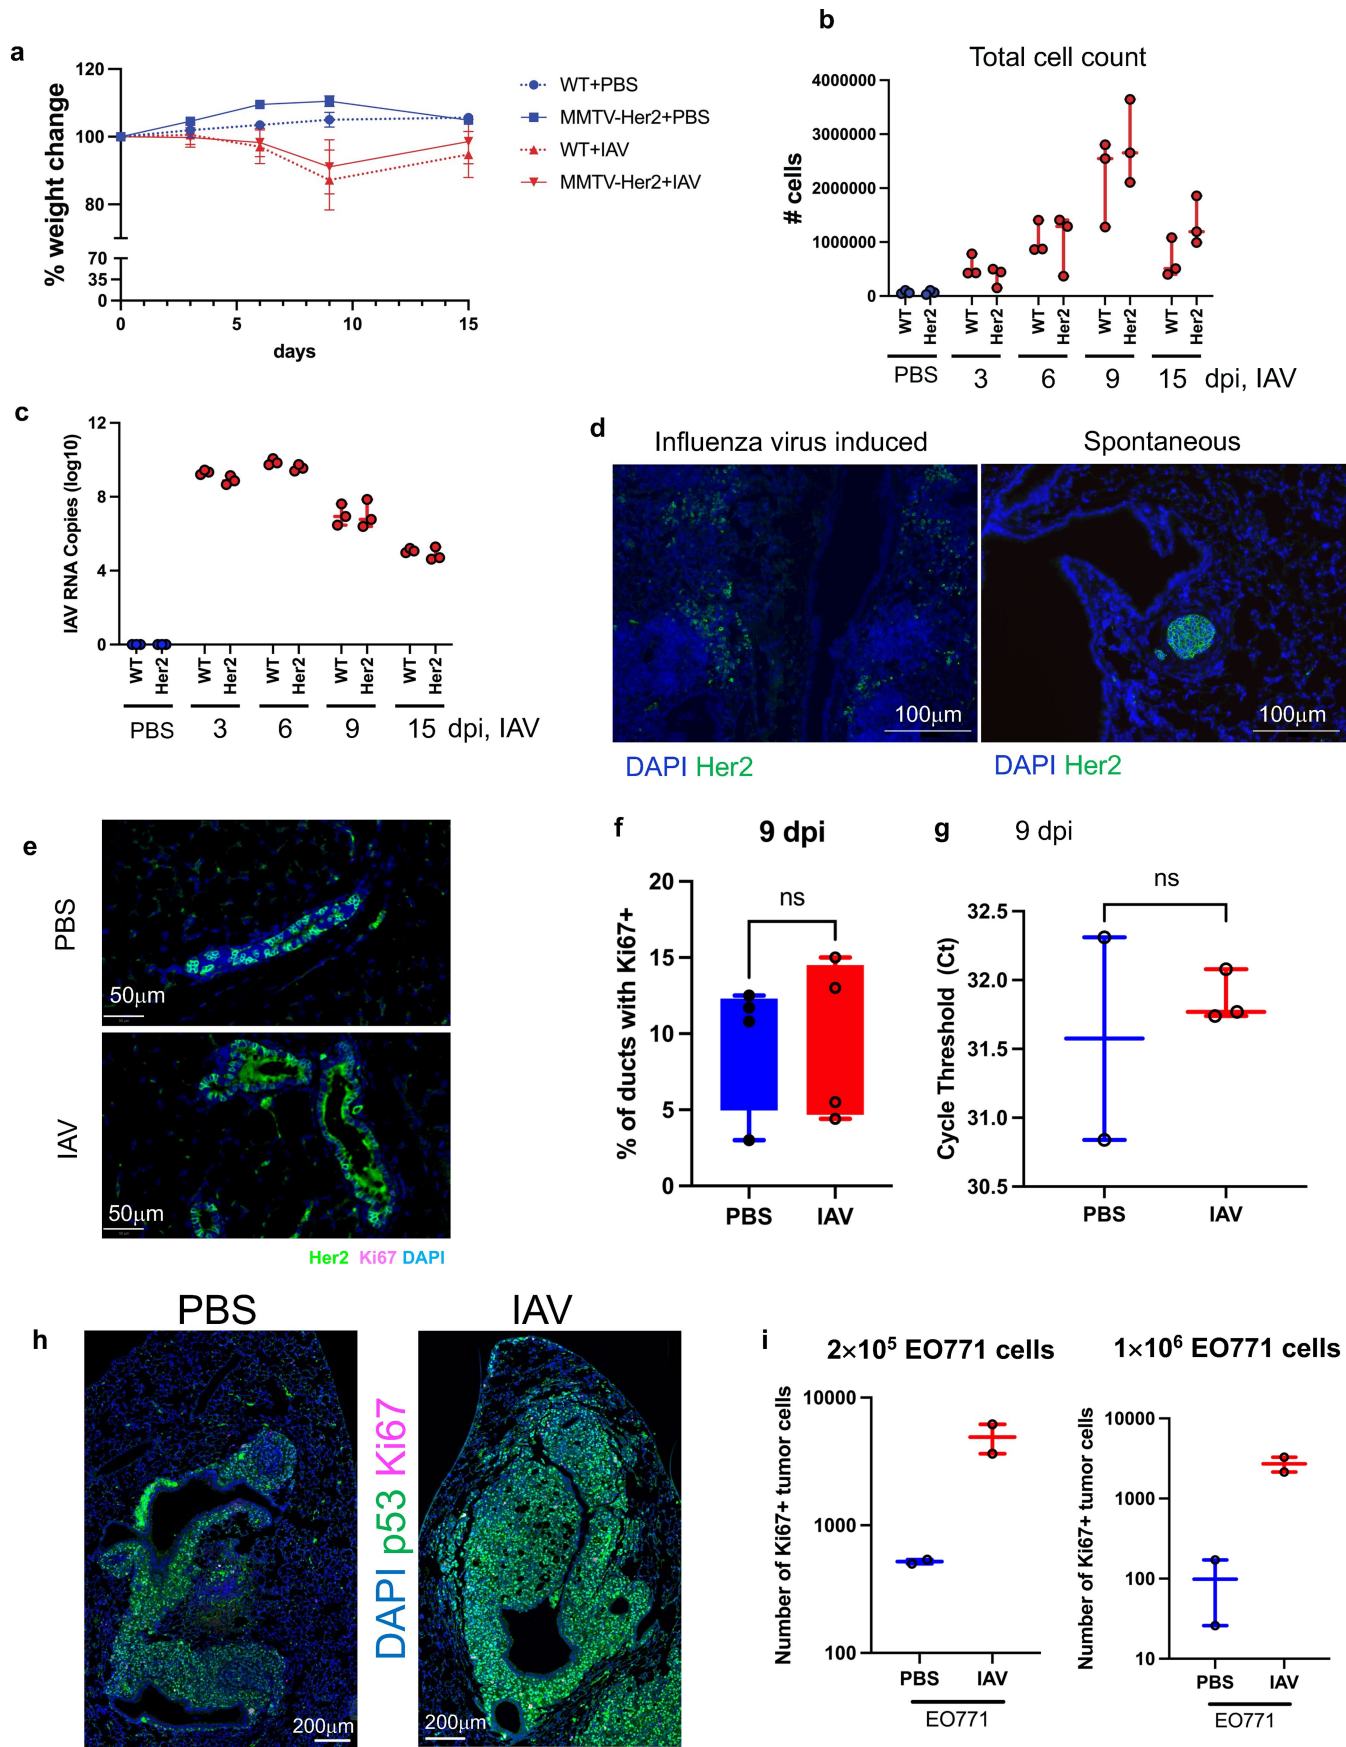 a
120
100
80
70
35
0
% weight change
0 5 10 15
days
WT+PBS
MMTV-Her2+PBS
WT+IAV
MMTV-Her2+IAV
b
Total cell count
4000000
3000000
2000000
1000000
0
# cells
WT Her2 WT Her2 WT Her2 WT Her2 WT Her2
PBS 3 6 9 15 dpi, IAV
c
12
8
4
0
IAV RNA Copies (log10)
WT Her2 WT Her2 WT Her2 WT Her2 WT Her2
PBS 3 6 9 15 dpi, IAV
d
Influenza virus induced
Spontaneous
100μm
100μm
DAPI Her2
DAPI Her2
e
PBS
50μm
IAV
50μm
Her2 Ki67 DAPI
f
9 dpi
ns
20
15
10
5
0
% of ducts with Ki67+
PBS IAV
g
9 dpi
ns
32.5
32.0
31.5
31.0
30.5
Cycle Threshold (Ct)
PBS IAV
h
PBS
IAV
DAPI p53 Ki67
200μm
200μm
i
2×10⁵ EO771 cells
10000
1000
100
Number of Ki67+ tumor cells
PBS IAV
EO771
1×10⁶ EO771 cells
10000
1000
100
10
Number of Ki67+ tumor cells
PBS IAV
EO771